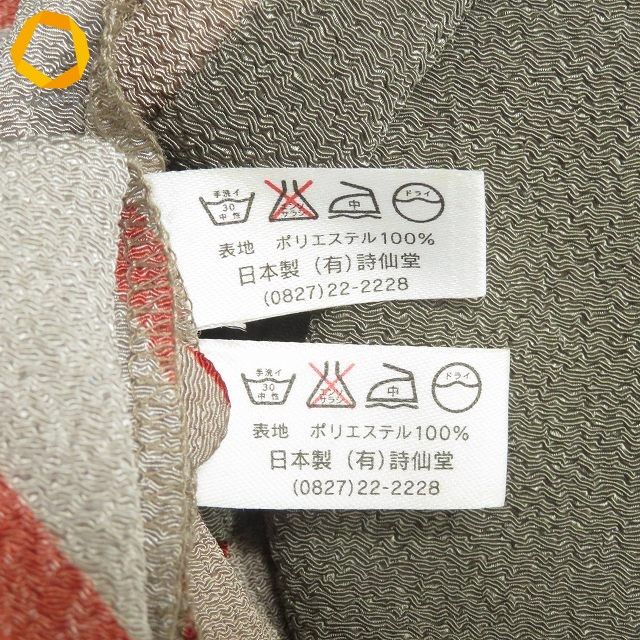 手洗イ
30
中性
エンソ
サラシ
中
ドライ
表地 ポリエステル100%
日本製 (有)詩仙堂
(0827)22-2228
手洗イ
30
中性
エンソ
サラシ
中
ドライ
表地 ポリエステル100%
日本製 (有)詩仙堂
(0827)22-2228